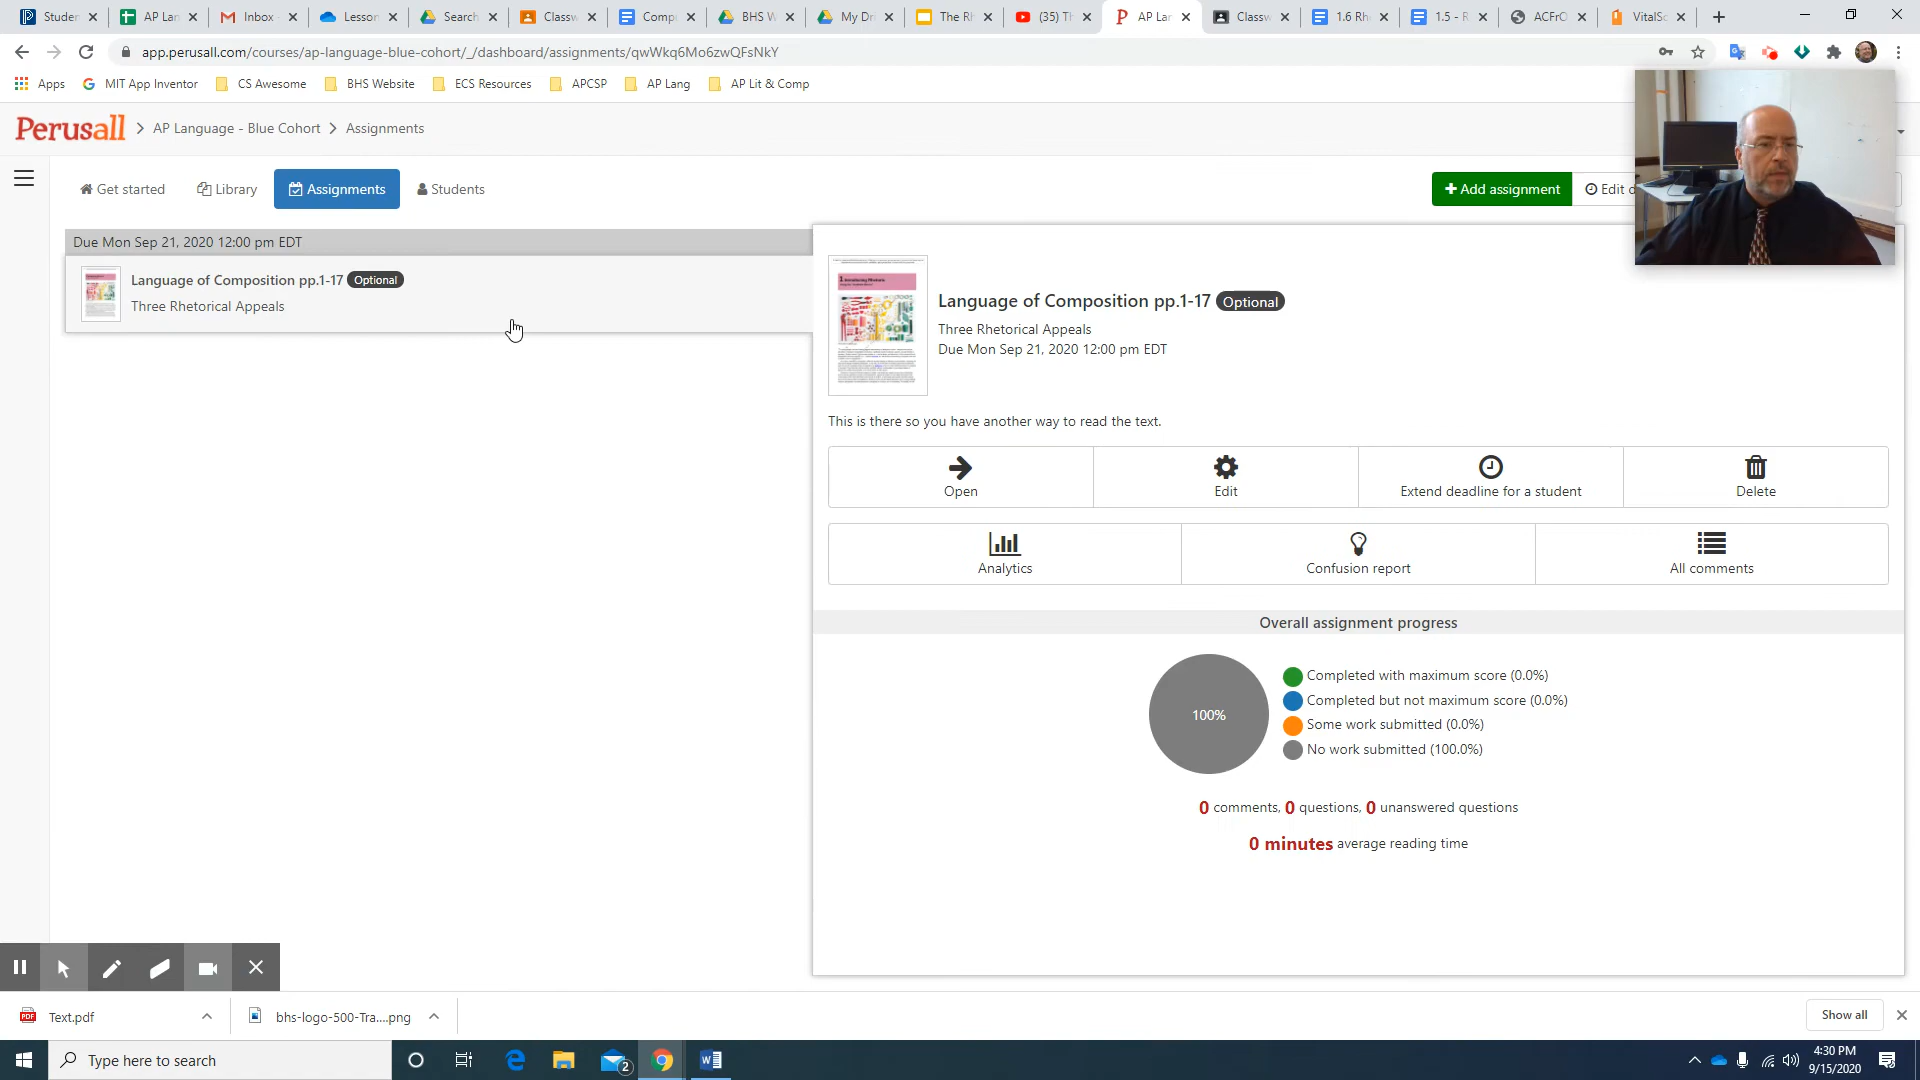 Studen
AP Lan
Inbox
Lesson
Search
Classw
Comp
BHS W
My Dr
The Rh
(35) Th
AP Lan
Classw
1.6 Rh
1.5 - R
ACFrO
VitalSo
app.perusall.com/courses/ap-language-blue-cohort/_/dashboard/assignments/qwWkq6Mo6zwQFsNkY
Apps
MIT App Inventor
CS Awesome
BHS Website
ECS Resources
APCSP
AP Lang
AP Lit & Comp
Perusall > AP Language - Blue Cohort > Assignments
Get started
Library
Assignments
Students
+ Add assignment
Edit d
Due Mon Sep 21, 2020 12:00 pm EDT
Language of Composition pp.1-17 Optional
Three Rhetorical Appeals
Language of Composition pp.1-17 Optional
Three Rhetorical Appeals
Due Mon Sep 21, 2020 12:00 pm EDT
This is there so you have another way to read the text.
Open
Edit
Extend deadline for a student
Delete
Analytics
Confusion report
All comments
Overall assignment progress
100%
Completed with maximum score (0.0%)
Completed but not maximum score (0.0%)
Some work submitted (0.0%)
No work submitted (100.0%)
0 comments, 0 questions, 0 unanswered questions
0 minutes average reading time
Text.pdf
bhs-logo-500-Tra....png
Show all
Type here to search
2
4:30 PM
9/15/2020